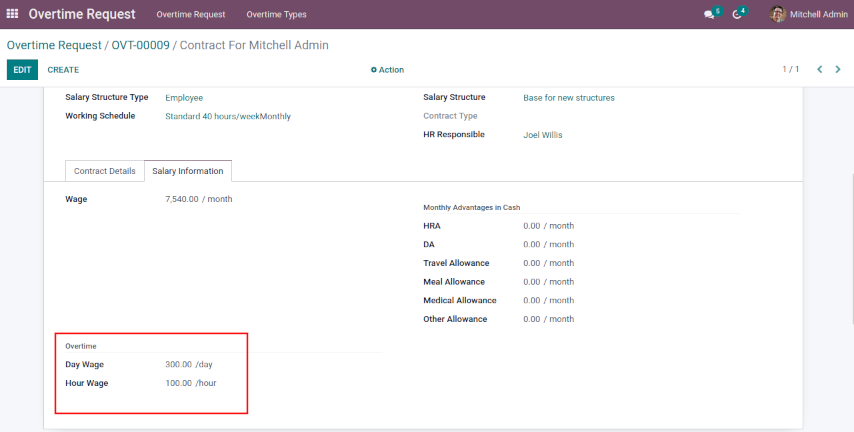 Overtime Request Overtime Request Overtime Types 5 4 Mitchell Admin
Overtime Request / OVT-00009 / Contract For Mitchell Admin
EDIT CREATE Action 1 / 1
Salary Structure Type Employee Salary Structure Base for new structures
Working Schedule Standard 40 hours/weekMonthly Contract Type
HR Responsible Joel Willis
Contract Details Salary Information
Wage 7,540.00 / month
Monthly Advantages in Cash
HRA 0.00 / month
DA 0.00 / month
Travel Allowance 0.00 / month
Meal Allowance 0.00 / month
Medical Allowance 0.00 / month
Other Allowance 0.00 / month
Overtime
Day Wage 300.00 /day
Hour Wage 100.00 /hour